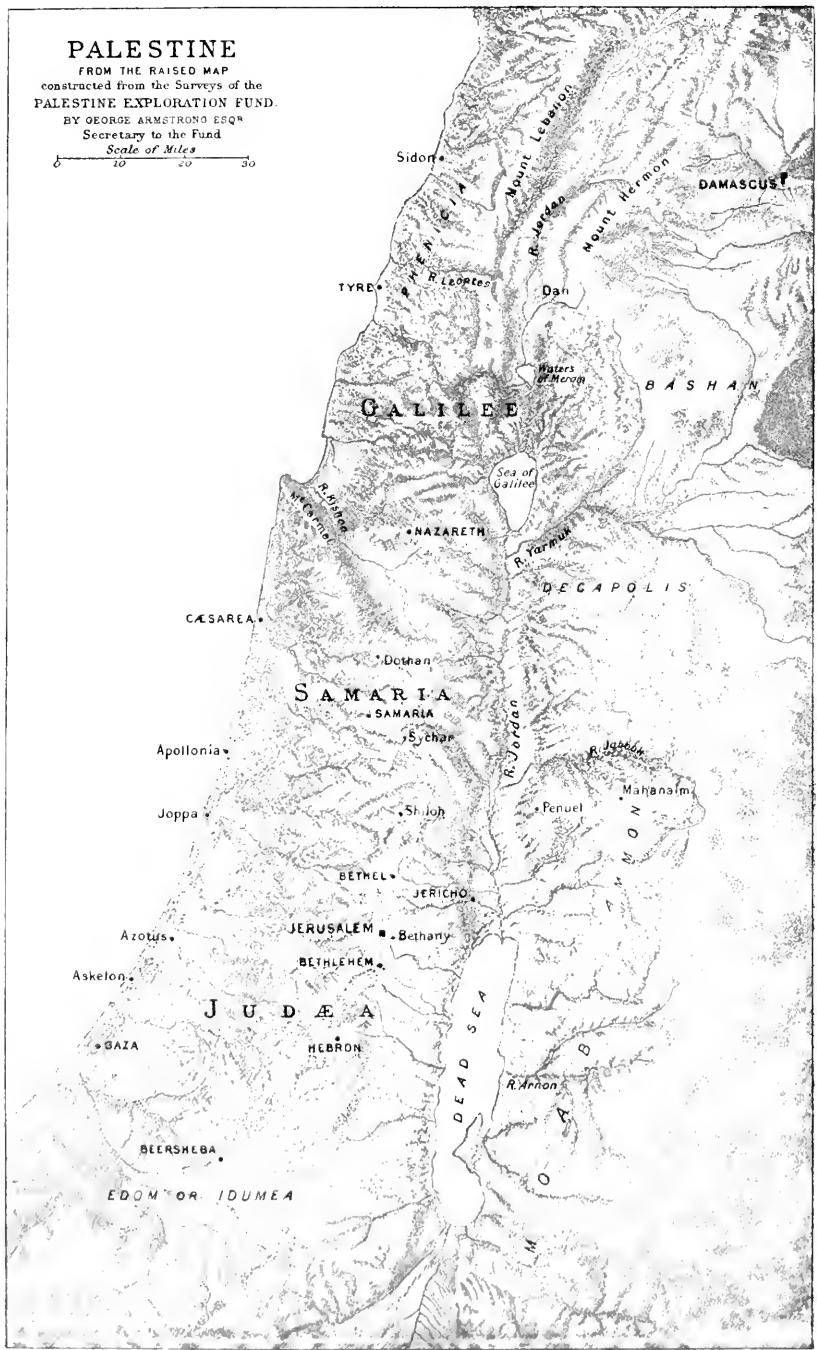 PALESTINE
FROM THE RAISED MAP
constructed from the Surveys of the
PALESTINE EXPLORATION FUND.
BY GEORGE ARMSTRONG ESQR
Secretary to the Fund
Scale of Miles
0 10 20 30
Sidon
Mount Lebanon
DAMASCUS
PHENICIA
R. Jordan
Mount Hermon
TYRE
R. Leontes
Dan
Waters
of Merom
BASHAN
GALILEE
Sea of
Galilee
R. Kishon
Mt Carmel
NAZARETH
R. Yarmuk
DECAPOLIS
CÆSAREA
Dothan
SAMARIA
SAMARIA
Sychar
R. Jordan
Apollonia
R. Jabbok
Mahanaim
Joppa
Shiloh
Penuel
AMMON
BETHEL
JERICHO
JERUSALEM
Bethany
Azotus
BETHLEHEM
Askelon
JUDÆA
DEAD SEA
GAZA
HEBRON
R. Arnon
MOAB
BEERSHEBA
EDOM OR IDUMEA